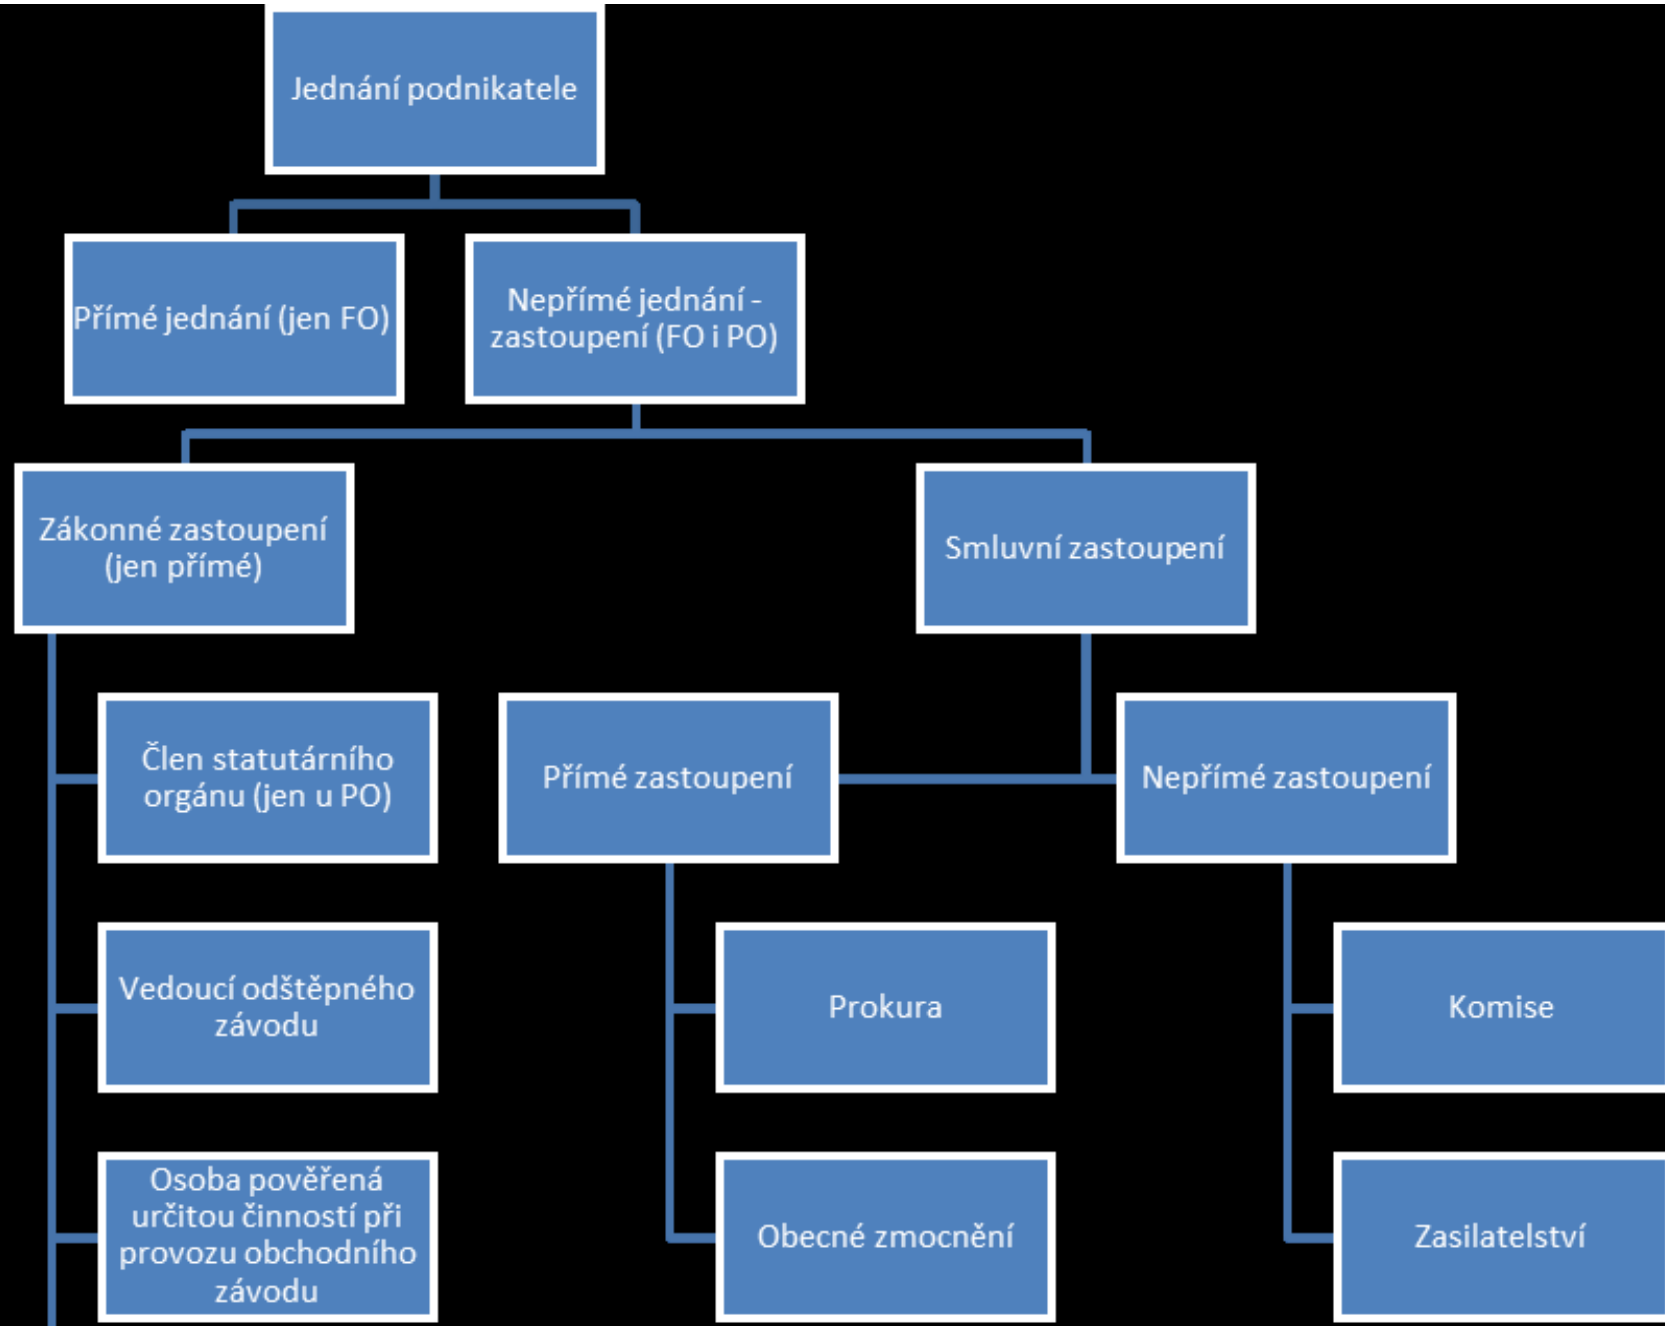 Jednání podnikatele
Přímé jednání (jen FO)
Nepřímé jednání -
zastoupení (FO i PO)
Zákonné zastoupení
(jen přímé)
Smluvní zastoupení
Člen statutárního
orgánu (jen u PO)
Přímé zastoupení
Nepřímé zastoupení
Vedoucí odštěpného
závodu
Prokura
Komise
Osoba pověřená
určitou činností při
provozu obchodního
závodu
Obecné zmocnění
Zasilatelství